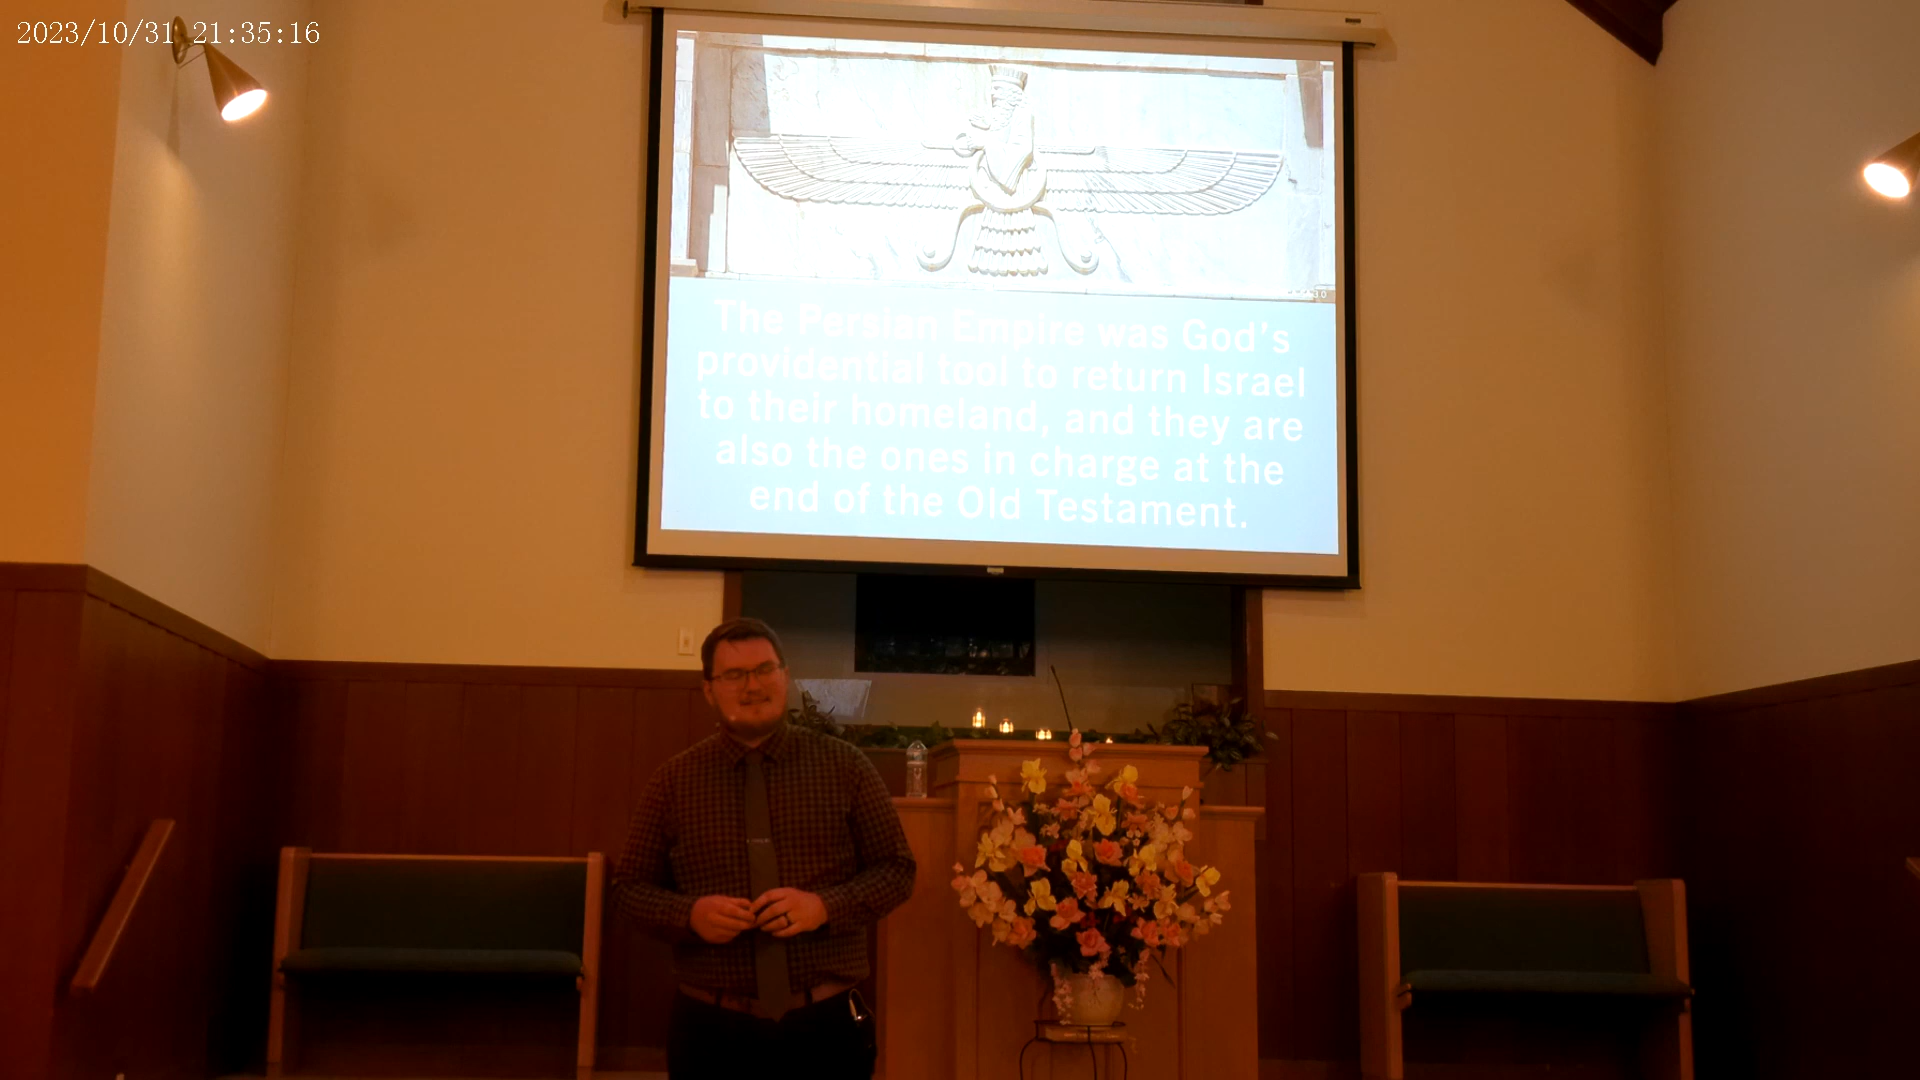 2023/10/31 21:35:16
The Persian Empire was God's
providential tool to return Israel
to their homeland, and they are
also the ones in charge at the
end of the Old Testament.